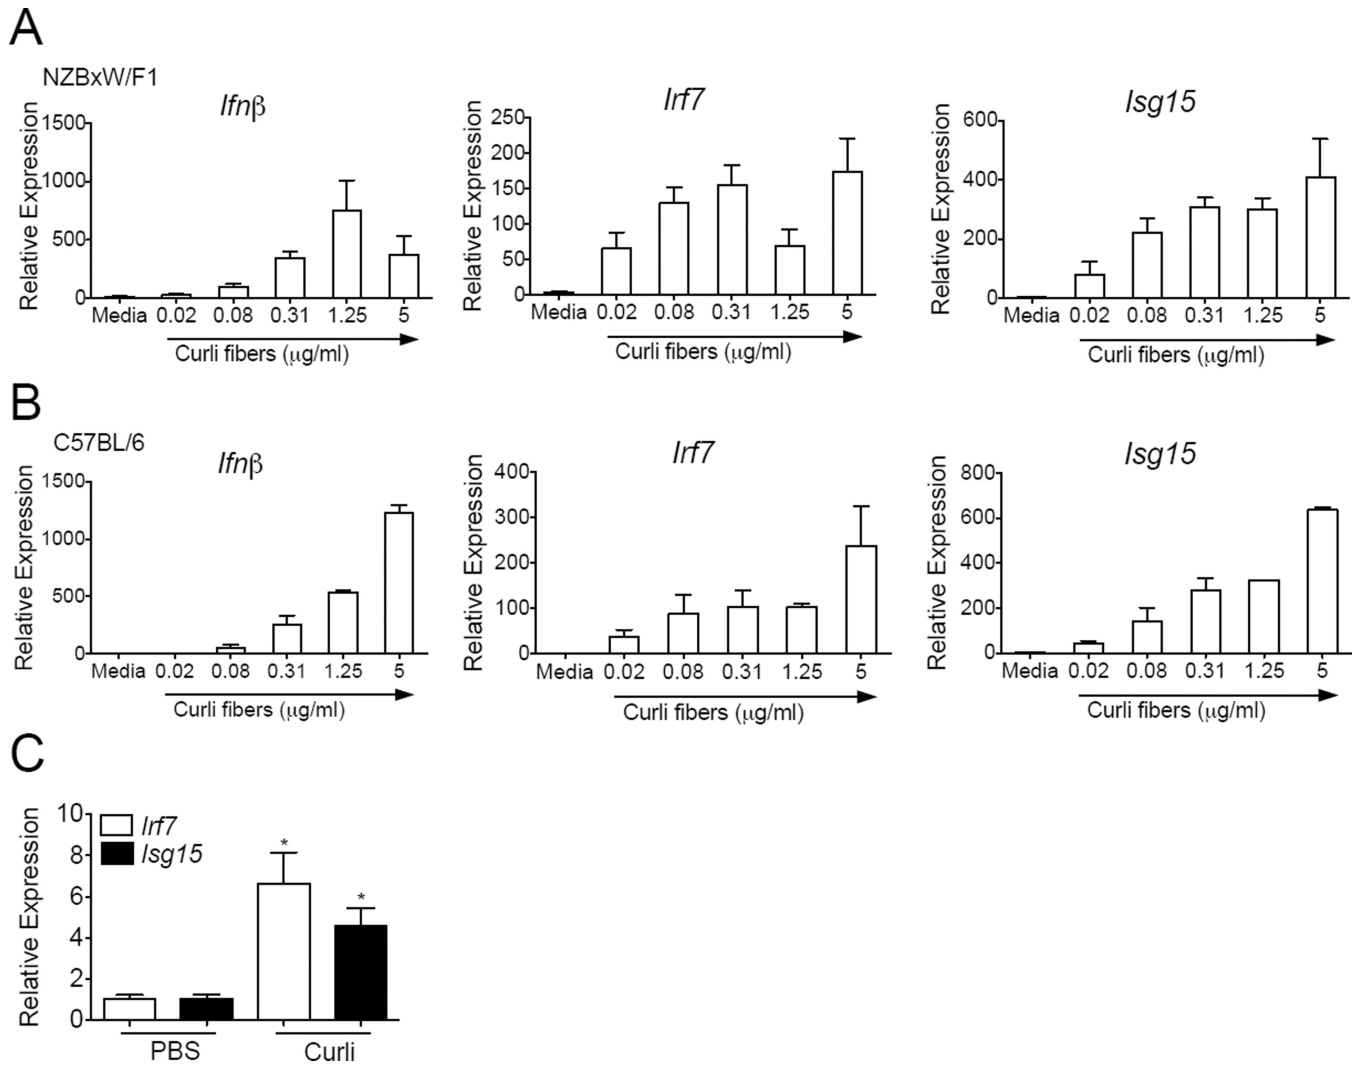 A
NZBxW/F1
Ifnβ
Relative Expression
1500
1000
500
0
Media 0.02 0.08 0.31 1.25 5
Curli fibers (μg/ml)
Irf7
Relative Expression
250
200
150
100
50
0
Media 0.02 0.08 0.31 1.25 5
Curli fibers (μg/ml)
Isg15
Relative Expression
600
400
200
0
Media 0.02 0.08 0.31 1.25 5
Curli fibers (μg/ml)
B
C57BL/6
Ifnβ
Relative Expression
1500
1000
500
0
Media 0.02 0.08 0.31 1.25 5
Curli fibers (μg/ml)
Irf7
Relative Expression
400
300
200
100
0
Media 0.02 0.08 0.31 1.25 5
Curli fibers (μg/ml)
Isg15
Relative Expression
800
600
400
200
0
Media 0.02 0.08 0.31 1.25 5
Curli fibers (μg/ml)
C
Relative Expression
10
8
6
4
2
0
Irf7
Isg15
*
*
PBS Curli